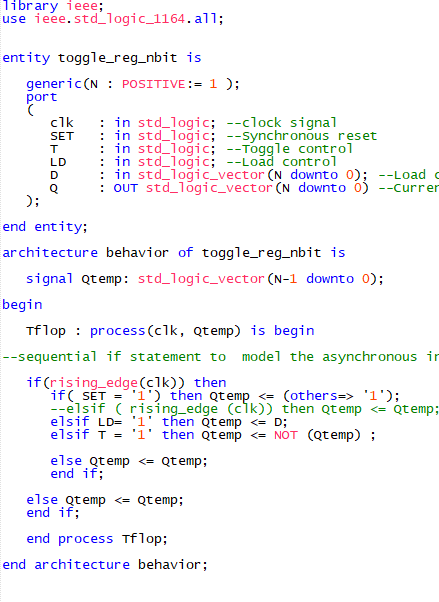 library ieee;
use ieee.std_logic_1164.all;
entity toggle_reg_nbit is
generic(N : POSITIVE:= 1 );
port
(
clk : in std_logic; --clock signal
SET : in std_logic; --Synchronous reset
T : in std_logic; --Toggle control
LD : in std_logic; --Load control
D : in std_logic_vector(N downto 0); --Load
Q : OUT std_logic_vector(N downto 0) --Curren
);
end entity;
architecture behavior of toggle_reg_nbit is
signal Qtemp: std_logic_vector(N-1 downto 0);
begin
Tflop : process(clk, Qtemp) is begin
--sequential if statement to model the asynchronous in
if(rising_edge(clk)) then
if( SET = '1') then Qtemp <= (others=> '1');
--elsif ( rising_edge (clk)) then Qtemp <= Qtemp;
elsif LD= '1' then Qtemp <= D;
elsif T = '1' then Qtemp <= NOT (Qtemp) ;
else Qtemp <= Qtemp;
end if;
else Qtemp <= Qtemp;
end if;
end process Tflop;
end architecture behavior;